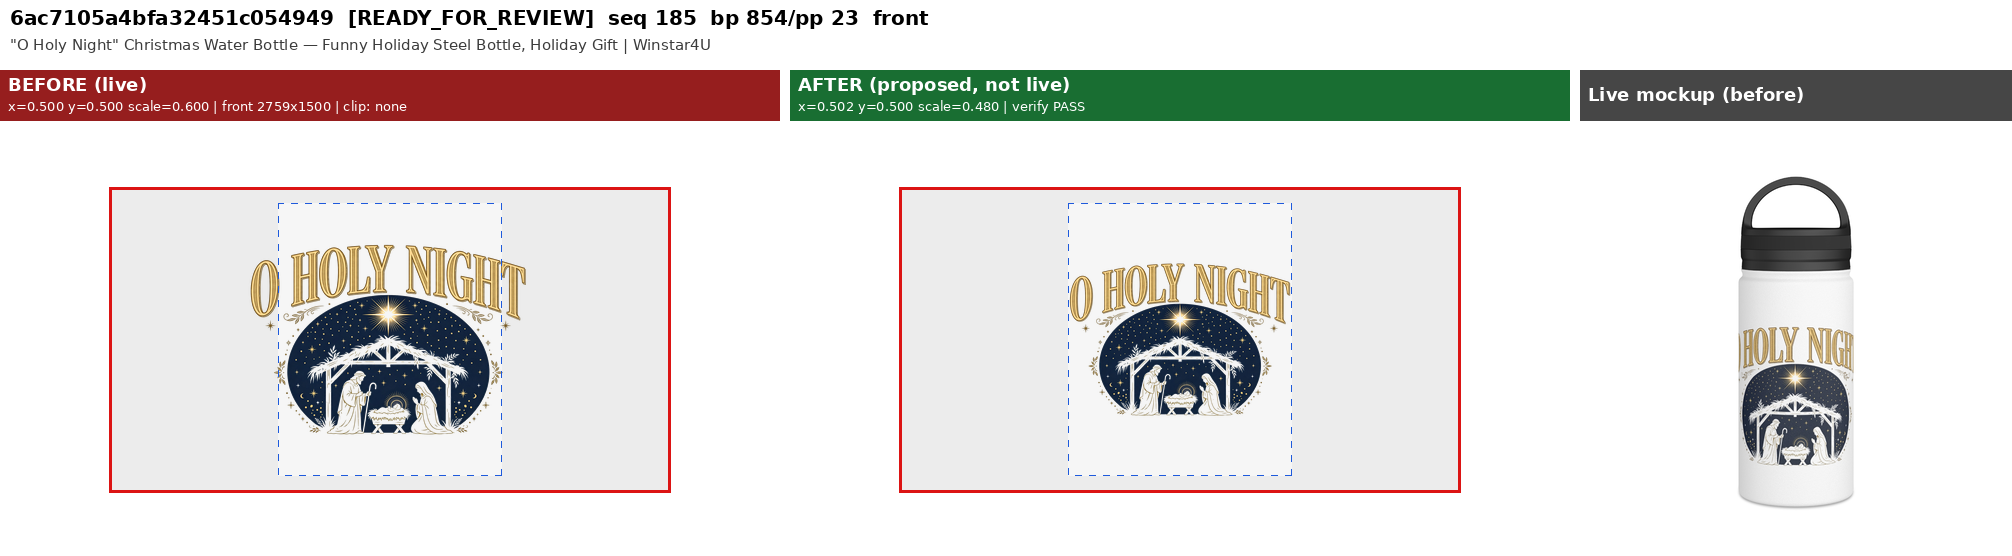 6ac7105a4bfa32451c054949 [READY_FOR_REVIEW] seq 185 bp 854/pp 23 front
"O Holy Night" Christmas Water Bottle — Funny Holiday Steel Bottle, Holiday Gift | Winstar4U
BEFORE (live)
x=0.500 y=0.500 scale=0.600 | front 2759x1500 | clip: none
AFTER (proposed, not live)
x=0.502 y=0.500 scale=0.480 | verify PASS
Live mockup (before)
O HOLY NIGHT
O HOLY NIGHT
HOLY NIGH